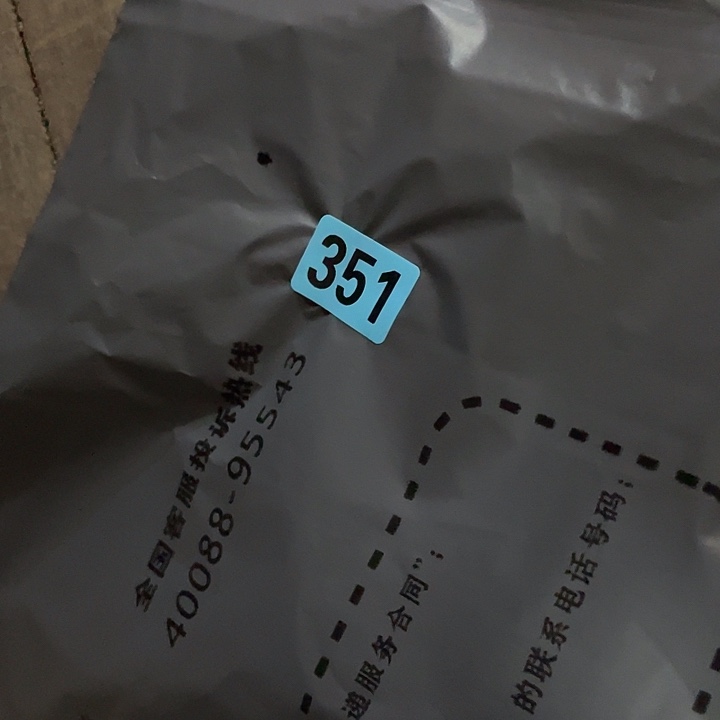 351
全国客服投诉热线
40088-95543
递服务合同”；
的联系电话号码；